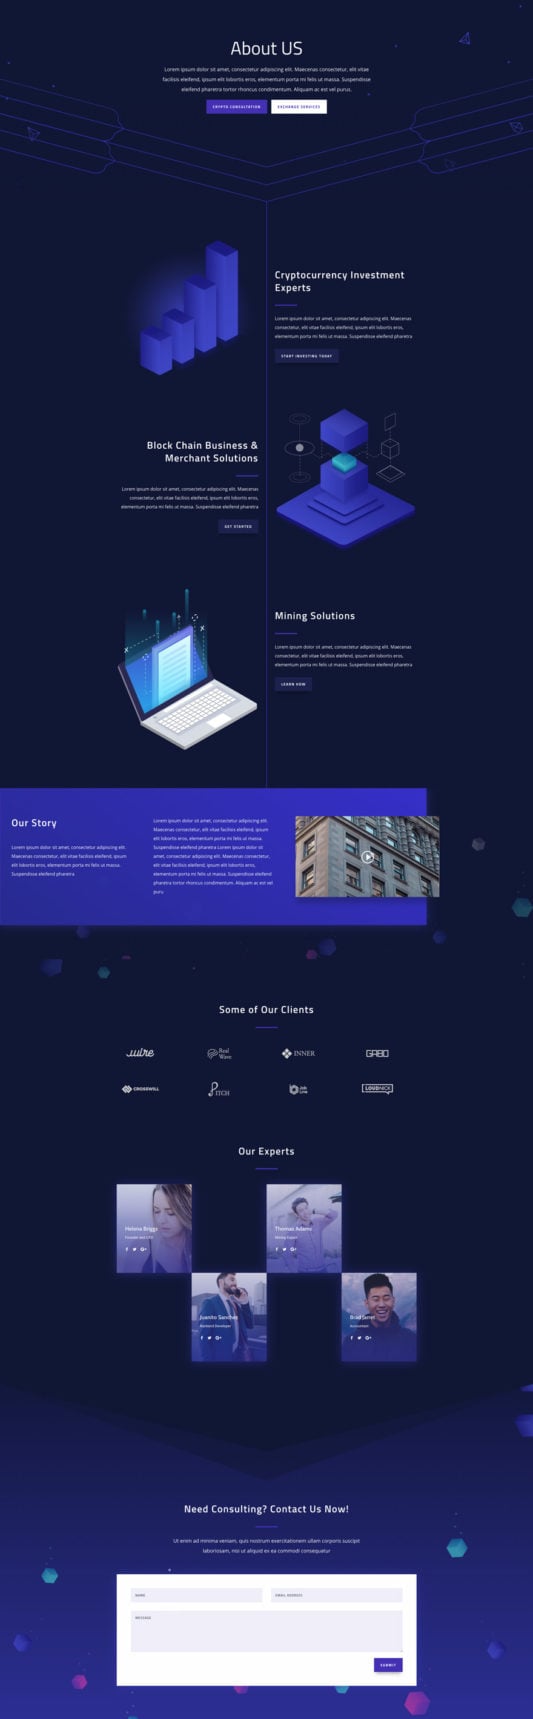 About US
Lorem ipsum dolor sit amet, consectetur adipiscing elit. Maecenas consectetur, elit vitae
facilisis eleifend, ipsum elit lobortis eros, elementum porta mi felis ut massa. Suspendisse
eleifend pharetra tortor rhoncus condimentum. Aliquam ac est vel purus.
CRYPTO CONSULTATION
EXCHANGE SERVICES
Cryptocurrency Investment
Experts
Lorem ipsum dolor sit amet, consectetur adipiscing elit. Maecenas
consectetur, elit vitae facilisis eleifend, ipsum elit lobortis eros,
elementum porta mi felis ut massa. Suspendisse eleifend pharetra
START INVESTING TODAY
Block Chain Business &
Merchant Solutions
Lorem ipsum dolor sit amet, consectetur adipiscing elit. Maecenas
consectetur, elit vitae facilisis eleifend, ipsum elit lobortis eros,
elementum porta mi felis ut massa. Suspendisse eleifend pharetra
GET STARTED
Mining Solutions
Lorem ipsum dolor sit amet, consectetur adipiscing elit. Maecenas
consectetur, elit vitae facilisis eleifend, ipsum elit lobortis eros,
elementum porta mi felis ut massa. Suspendisse eleifend pharetra
LEARN HOW
Our Story
Lorem ipsum dolor sit amet, consectetur adipiscing elit.
Maecenas consectetur, elit vitae facilisis eleifend, ipsum
elit lobortis eros, elementum porta mi felis ut massa.
Suspendisse eleifend pharetra
Lorem ipsum dolor sit amet, consectetur adipiscing elit.
Maecenas consectetur, elit vitae facilisis eleifend, ipsum
elit lobortis eros, elementum porta mi felis ut massa.
Suspendisse eleifend pharetra Lorem ipsum dolor sit
amet, consectetur adipiscing elit. Maecenas consectetur,
elit vitae facilisis eleifend, ipsum elit lobortis eros,
elementum porta mi felis ut massa. Suspendisse eleifend
pharetra tortor rhoncus condimentum. Aliquam ac est vel
puru
Some of Our Clients
Real
Wave
INNER
GABO
CROSSWILL
PITCH
Job
Line
LOUDNICK
Our Experts
Helena Briggs
Founder and CEO
Thomas Adams
Mining Expert
Juanito Sanchez
Backend Developer
Brad Jarret
Accountant
Need Consulting? Contact Us Now!
Ut enim ad minima veniam, quis nostrum exercitationem ullam corporis suscipit
laboriosam, nisi ut aliquid ex ea commodi consequatur
NAME
EMAIL ADDRESS
MESSAGE
SUBMIT